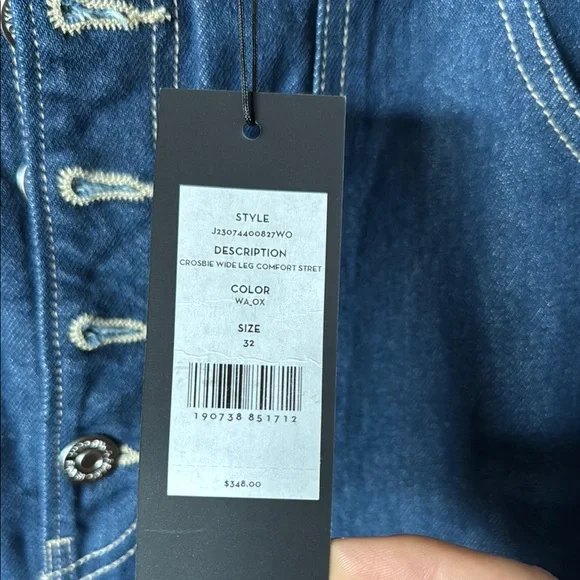 STYLE
J23074400827WO
DESCRIPTION
CROSBIE WIDE LEG COMFORT STRET
COLOR
WA_OX
SIZE
32
190738 851712
$348.00